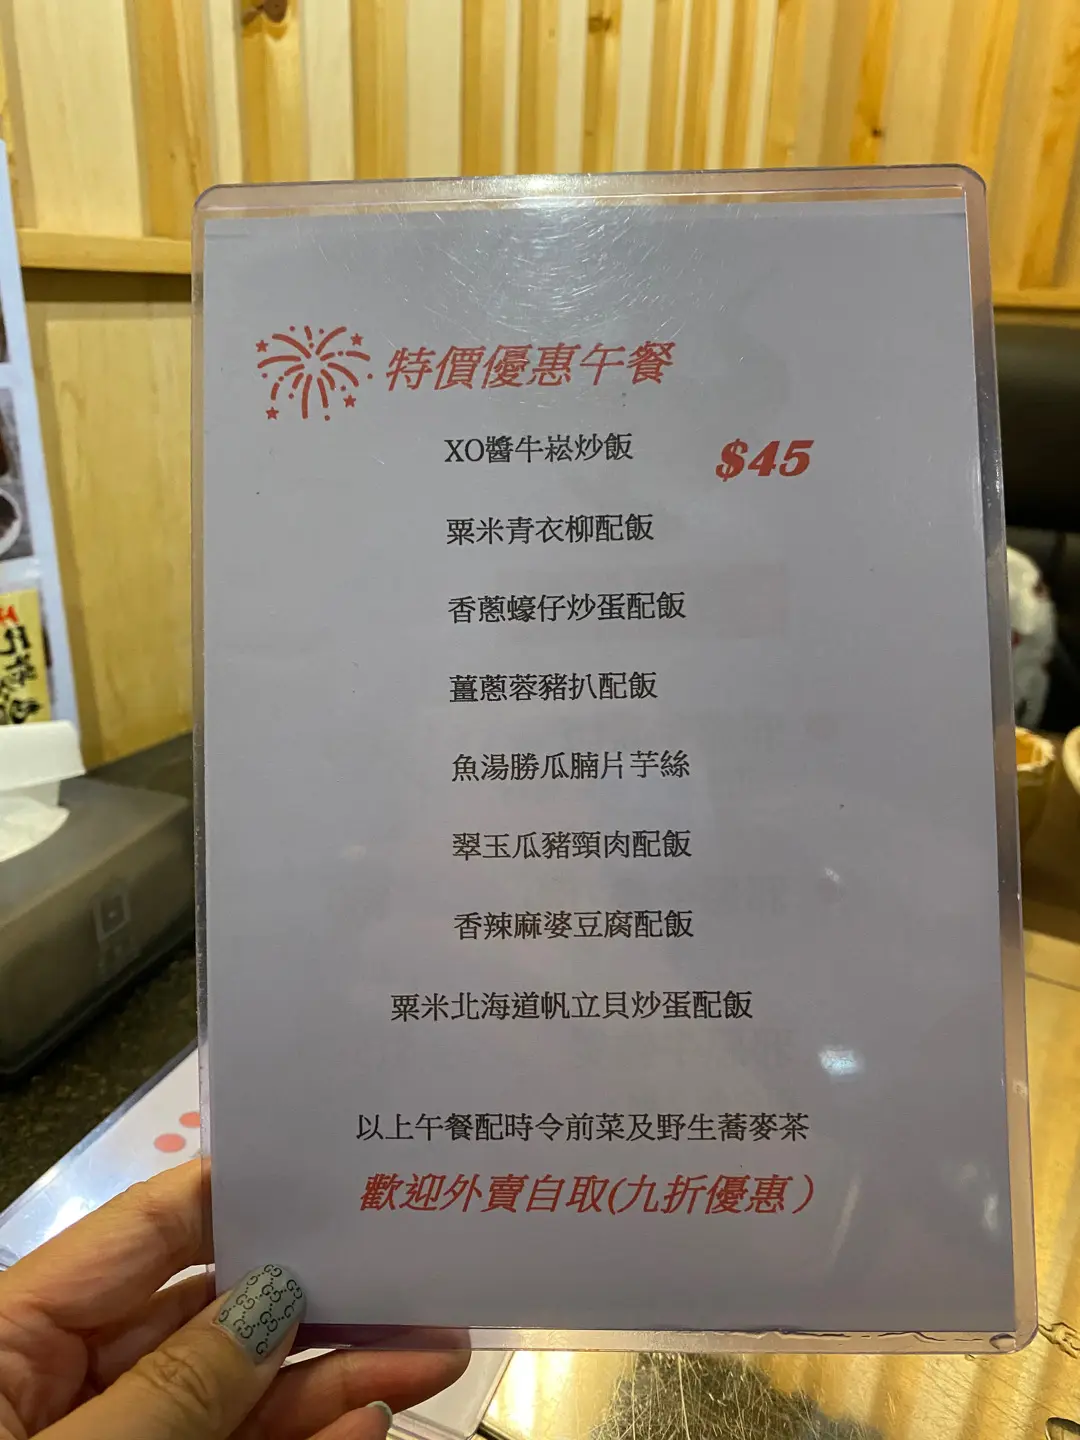 特價優惠午餐
XO醬牛崧炒飯 $45
粟米青衣柳配飯
香蔥蠔仔炒蛋配飯
薑蔥蓉豬扒配飯
魚湯勝瓜腩片芋絲
翠玉瓜豬頸肉配飯
香辣麻婆豆腐配飯
粟米北海道帆立貝炒蛋配飯
以上午餐配時令前菜及野生蕎麥茶
歡迎外賣自取(九折優惠)